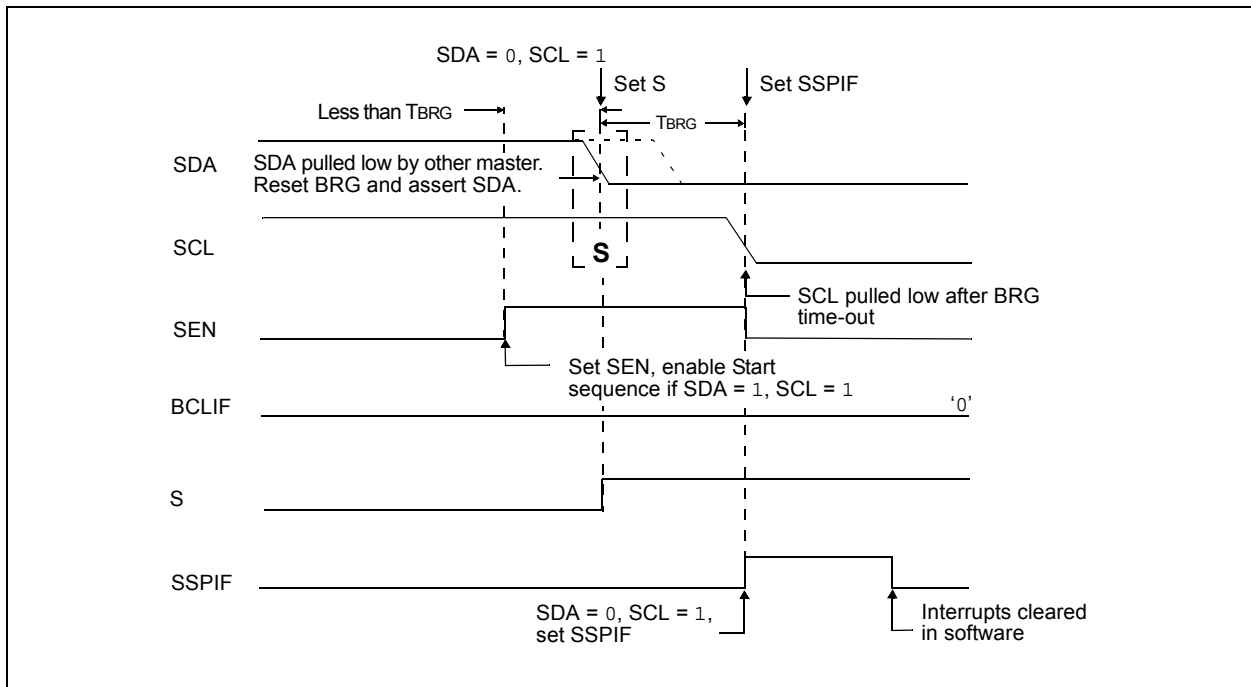 SDA = 0, SCL = 1
Set S
Set SSPIF
Less than TBRG
TBRG
SDA
SDA pulled low by other master.
Reset BRG and assert SDA.
SCL
S
SCL pulled low after BRG
time-out
SEN
Set SEN, enable Start
sequence if SDA = 1, SCL = 1
BCLIF
‘0’
S
SSPIF
SDA = 0, SCL = 1,
set SSPIF
Interrupts cleared
in software